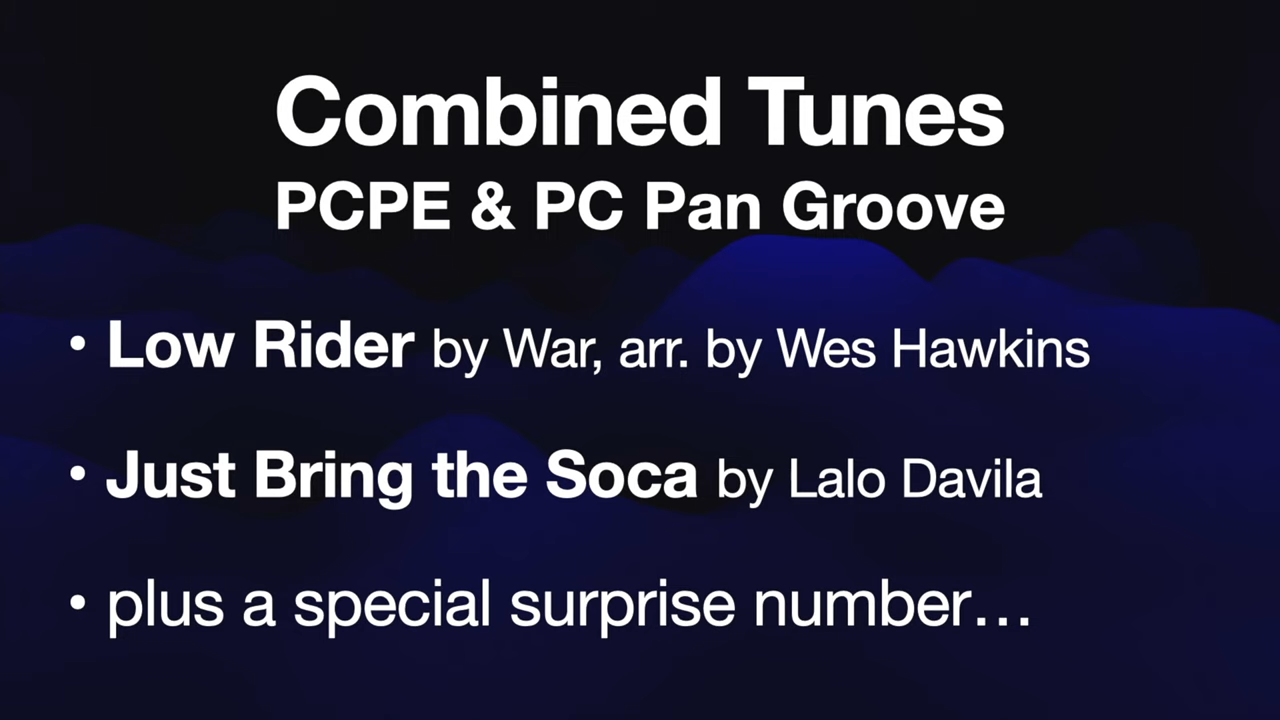 Combined Tunes
PCPE & PC Pan Groove
• Low Rider by War, arr. by Wes Hawkins
• Just Bring the Soca by Lalo Davila
• plus a special surprise number…